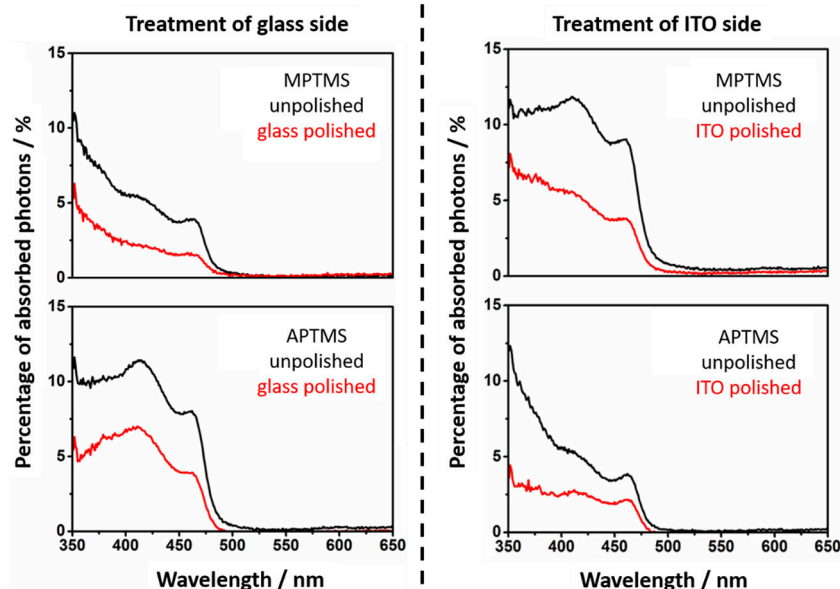 Treatment of glass side
Treatment of ITO side
Percentage of absorbed photons / %
15
10
5
0
MPTMS
unpolished
glass polished
15
10
5
0
APTMS
unpolished
glass polished
350 400 450 500 550 600 650
Wavelength / nm
Percentage of absorbed photons / %
15
10
5
0
MPTMS
unpolished
ITO polished
15
10
5
0
APTMS
unpolished
ITO polished
350 400 450 500 550 600 650
Wavelength / nm